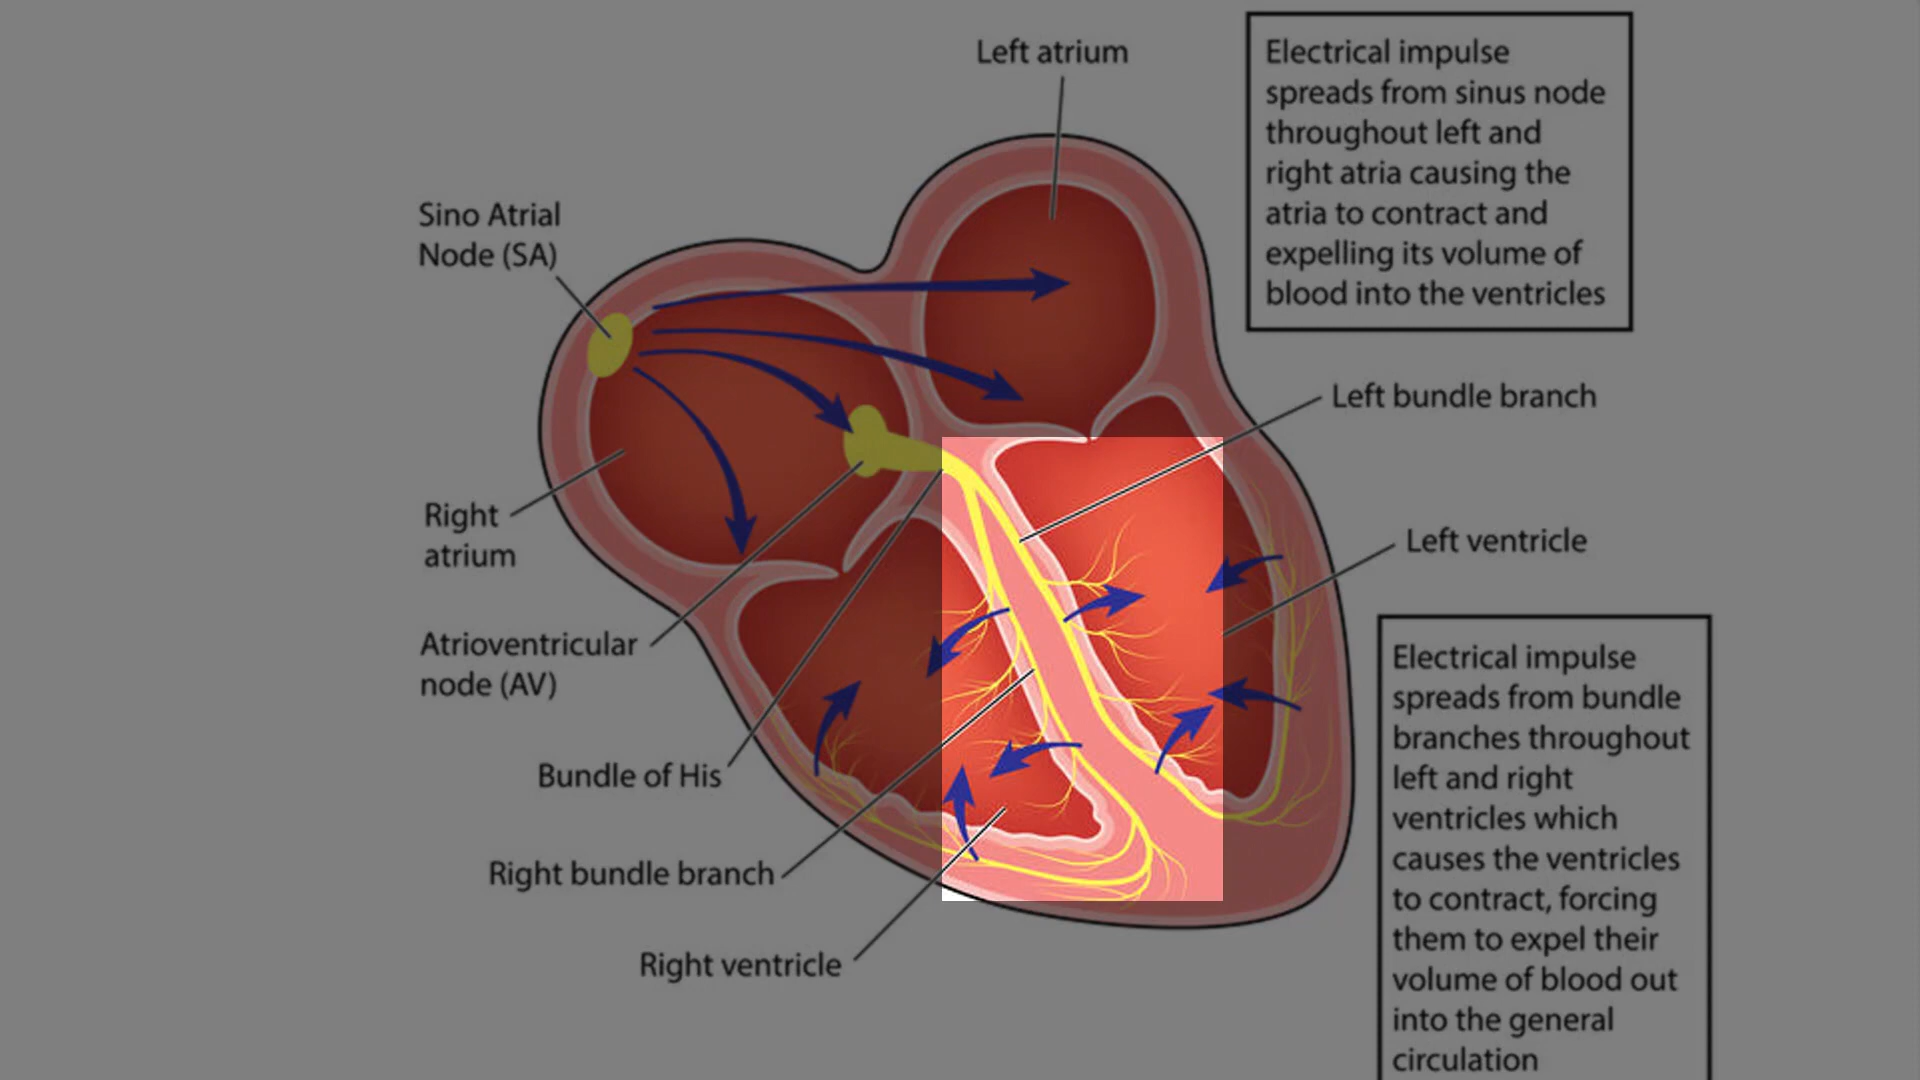 Left atrium
Electrical impulse
spreads from sinus node
throughout left and
right atria causing the
atria to contract and
expelling its volume of
blood into the ventricles
Sino Atrial
Node (SA)
Left bundle branch
Right
atrium
Left ventricle
Atrioventricular
node (AV)
Electrical impulse
spreads from bundle
branches throughout
left and right
ventricles which
causes the ventricles
to contract, forcing
them to expel their
volume of blood out
into the general
circulation
Bundle of His
Right bundle branch
Right ventricle